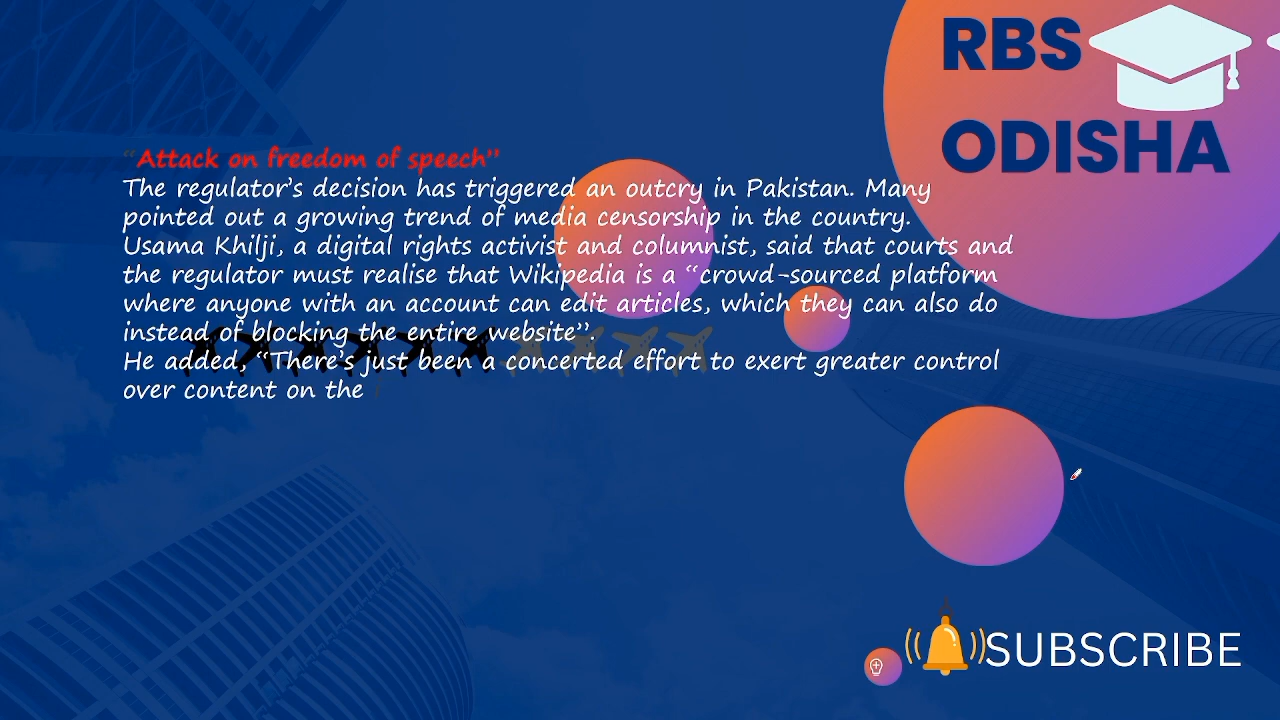 RBS
ODISHA
“Attack on freedom of speech”
The regulator’s decision has triggered an outcry in Pakistan. Many
pointed out a growing trend of media censorship in the country.
Usama Khilji, a digital rights activist and columnist, said that courts and
the regulator must realise that Wikipedia is a “crowd-sourced platform
where anyone with an account can edit articles, which they can also do
instead of blocking the entire website”.
He added, “There’s just been a concerted effort to exert greater control
over content on the
SUBSCRIBE